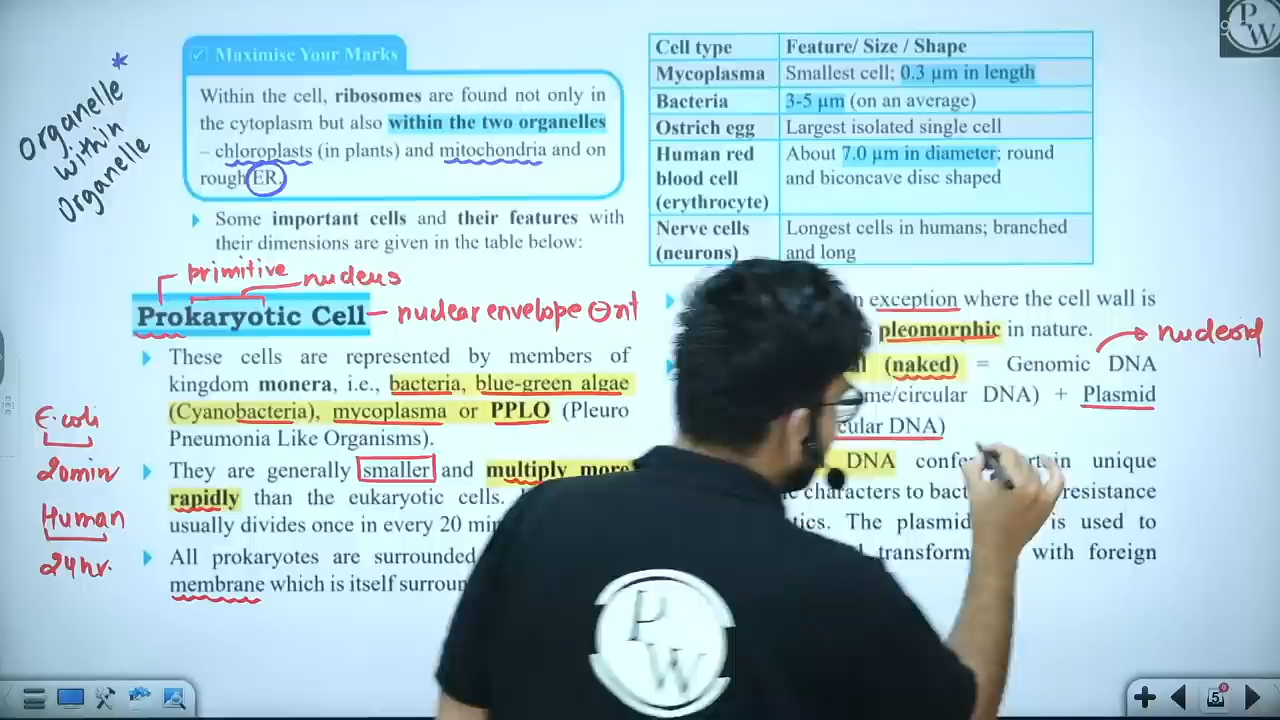 Maximise Your Marks
Within the cell, ribosomes are found not only in
the cytoplasm but also within the two organelles
– chloroplasts (in plants) and mitochondria and on
rough ER.
Organelle *
within
Organelle
Some important cells and their features with
their dimensions are given in the table below:
primitive nucleus
Prokaryotic Cell – nuclear envelope ⊖nt
These cells are represented by members of
kingdom monera, i.e., bacteria, blue-green algae
(Cyanobacteria), mycoplasma or PPLO (Pleuro
Pneumonia Like Organisms).
They are generally smaller and multiply more
rapidly than the eukaryotic cells.
usually divides once in every 20 min
All prokaryotes are surrounded
membrane which is itself
E.coli
20min
Human
24hr.
Cell type Feature/ Size / Shape
Mycoplasma Smallest cell; 0.3 µm in length
Bacteria 3-5 µm (on an average)
Ostrich egg Largest isolated single cell
Human red About 7.0 µm in diameter; round
blood cell and biconcave disc shaped
(erythrocyte)
Nerve cells Longest cells in humans; branched
(neurons) and long
exception where the cell wall is
pleomorphic in nature.
nucleoid
(naked) = Genomic DNA
DNA) + Plasmid
DNA)
DNA unique
characters to resistance
The plasmid is used to
with foreign
PW
PW
5